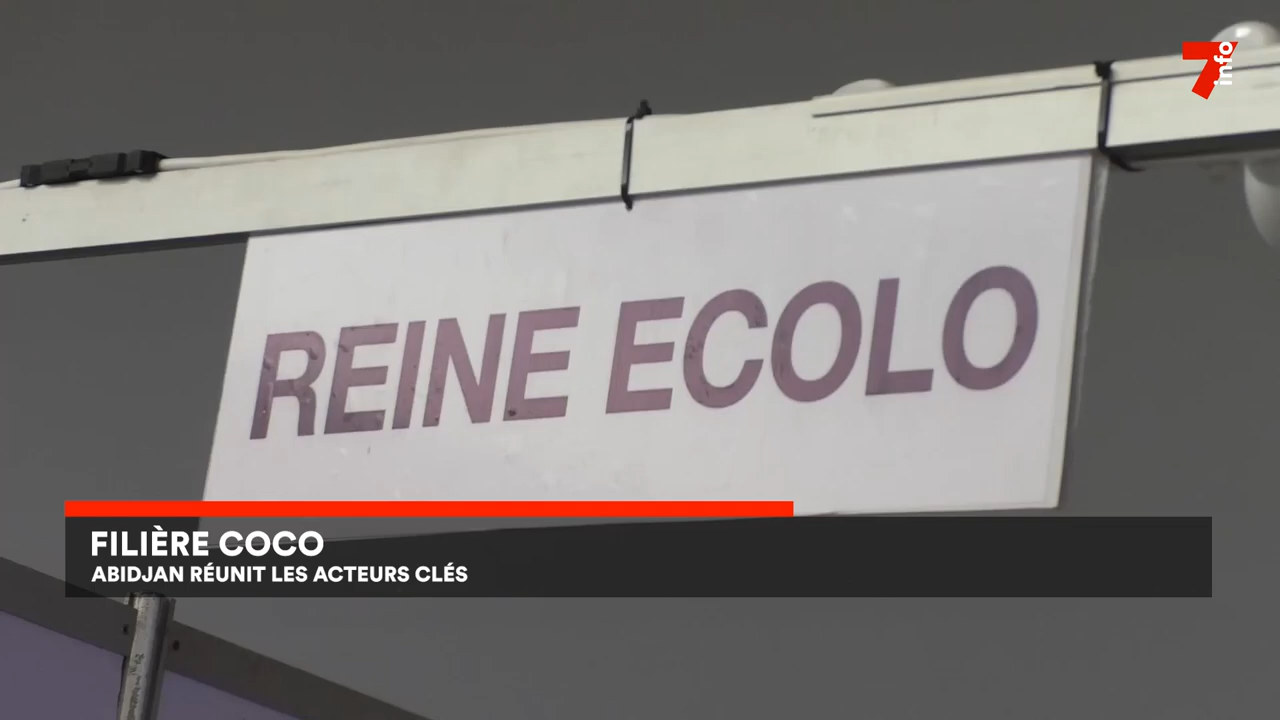 7info
REINE ECOLO
FILIÈRE COCO
ABIDJAN RÉUNIT LES ACTEURS CLÉS